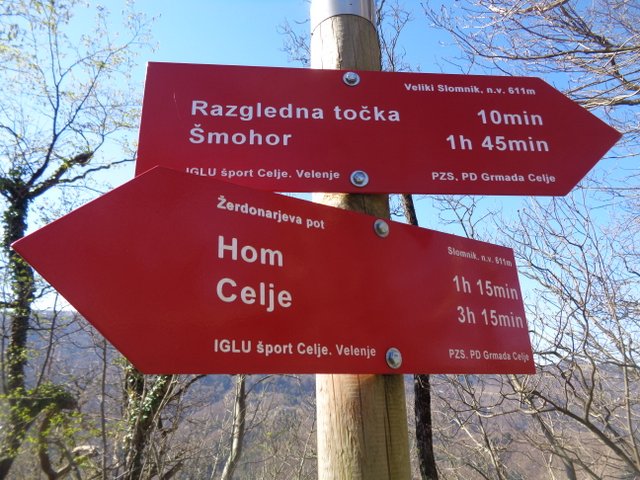 Veliki Slomnik, n.v. 611m
Razgledna točka 10min
Šmohor 1h 45min
IGLU šport Celje. Velenje PZS, PD Grmada Celje
Žerdonarjeva pot
Slomnik. n.v. 611m
Hom 1h 15min
Celje 3h 15min
IGLU šport Celje. Velenje PZS, PD Grmada Celje